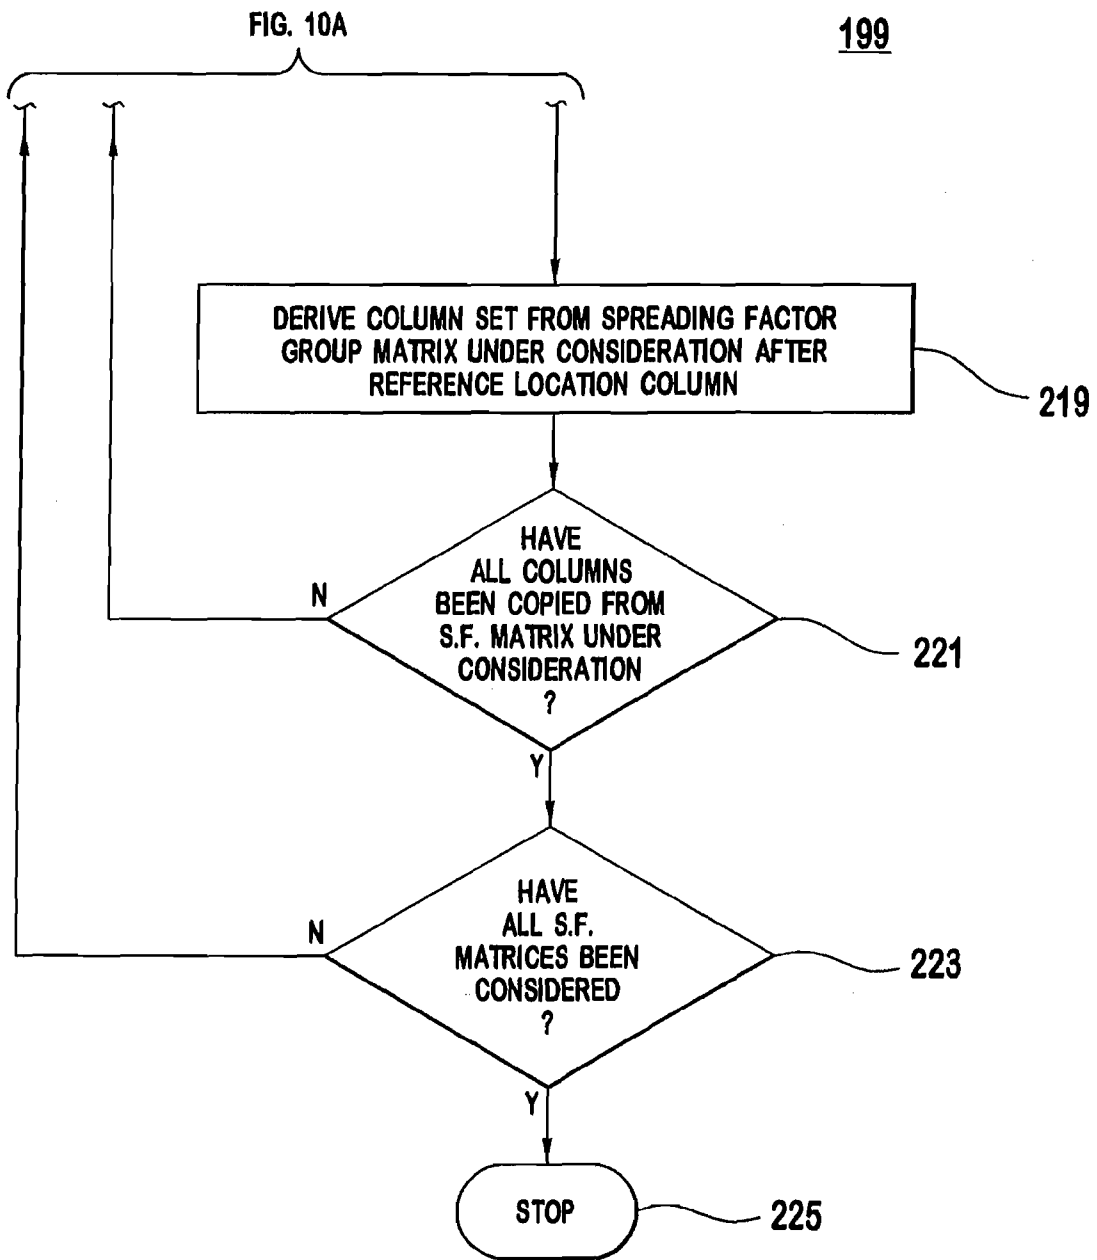 FIG. 10A
199
DERIVE COLUMN SET FROM SPREADING FACTOR
GROUP MATRIX UNDER CONSIDERATION AFTER
REFERENCE LOCATION COLUMN
219
HAVE
ALL COLUMNS
BEEN COPIED FROM
S.F. MATRIX UNDER
CONSIDERATION
?
N
221
Y
HAVE
ALL S.F.
MATRICES BEEN
CONSIDERED
?
N
223
Y
STOP
225